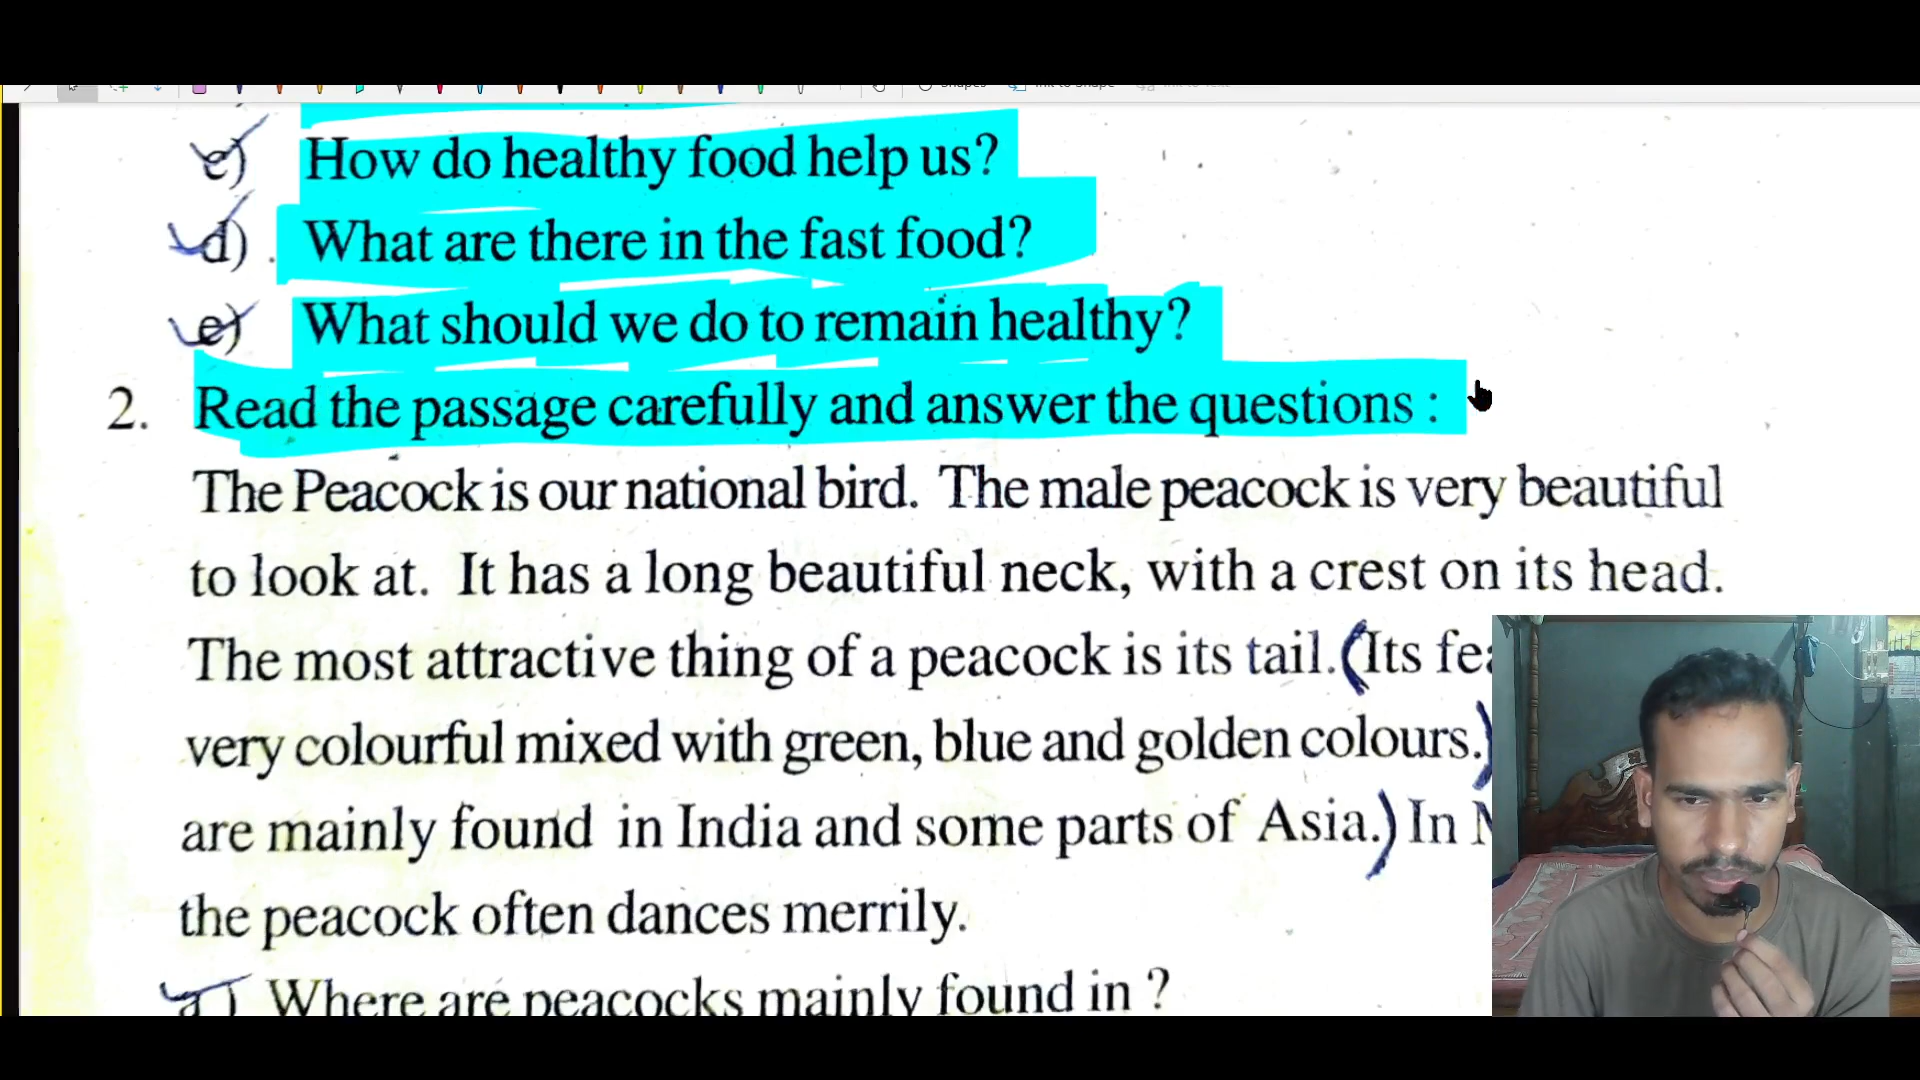 c) How do healthy food help us?
d) . What are there in the fast food?
e) What should we do to remain healthy?
2. Read the passage carefully and answer the questions :
The Peacock is our national bird. The male peacock is very beautiful
to look at. It has a long beautiful neck, with a crest on its head.
The most attractive thing of a peacock is its tail. (Its
very colourful mixed with green, blue and golden colours.)
are mainly found in India and some parts of Asia.) In
the peacock often dances merrily.
a) Where are peacocks mainly found in ?